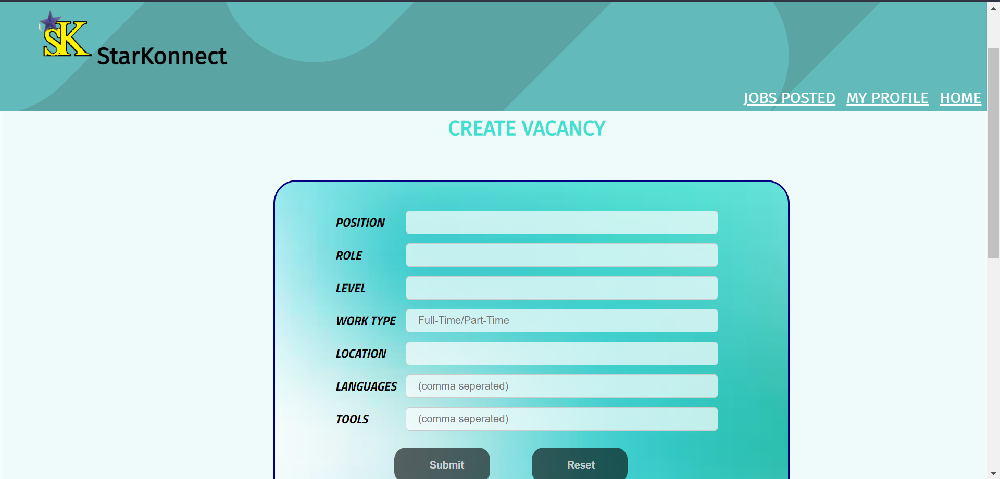 SK StarKonnect
JOBS POSTED MY PROFILE HOME
CREATE VACANCY
POSITION
ROLE
LEVEL
WORK TYPE Full-Time/Part-Time
LOCATION
LANGUAGES (comma seperated)
TOOLS (comma seperated)
Submit Reset